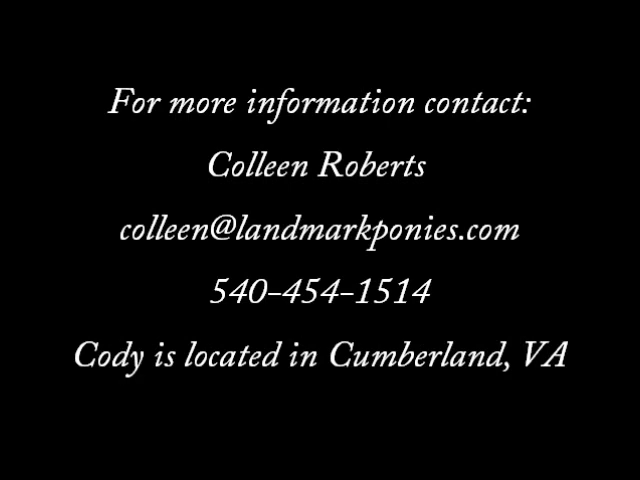 For more information contact:
Colleen Roberts
colleen@landmarkponies.com
540-454-1514
Cody is located in Cumberland, VA